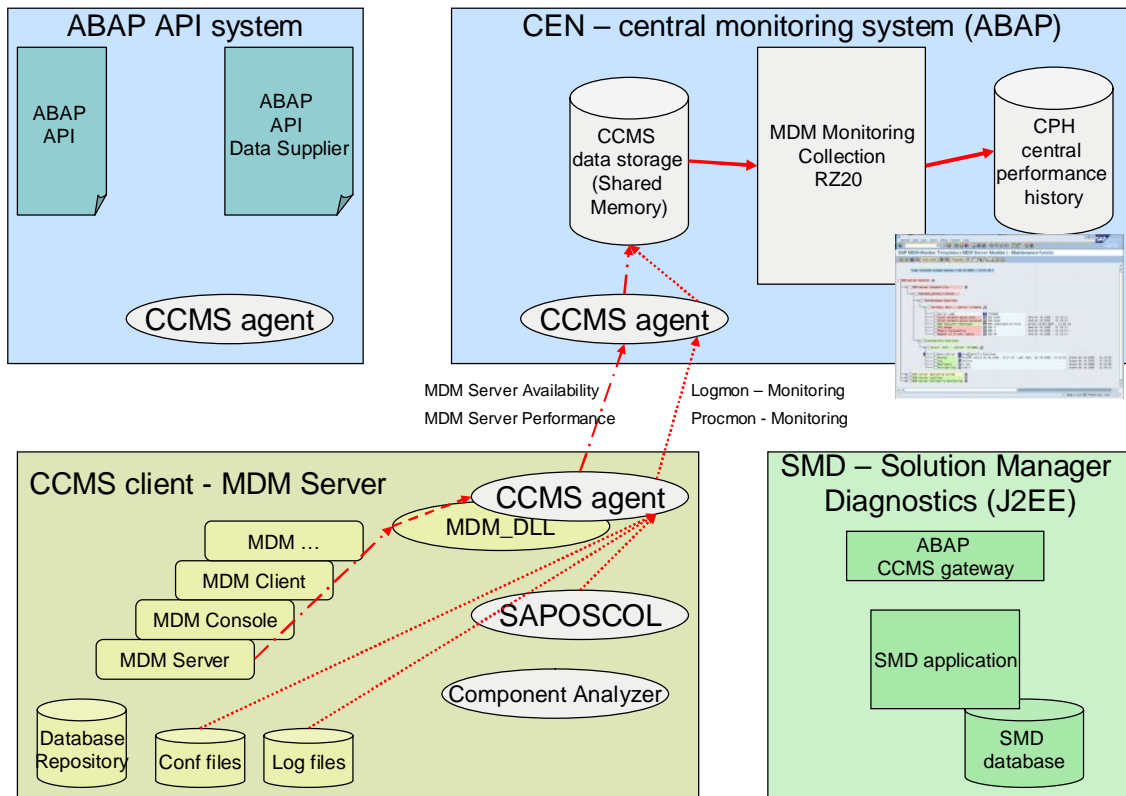 ABAP API system
ABAP
API
ABAP
API
Data Supplier
CCMS agent
CEN – central monitoring system (ABAP)
CCMS
data storage
(Shared
Memory)
MDM Monitoring
Collection
RZ20
CPH
central
performance
history
CCMS agent
MDM Server Availability
MDM Server Performance
Logmon – Monitoring
Procmon - Monitoring
CCMS client - MDM Server
CCMS agent
MDM_DLL
MDM …
MDM Client
MDM Console
MDM Server
SAPOSCOL
Component Analyzer
Database
Repository
Conf files
Log files
SMD – Solution Manager
Diagnostics (J2EE)
ABAP
CCMS gateway
SMD application
SMD
database